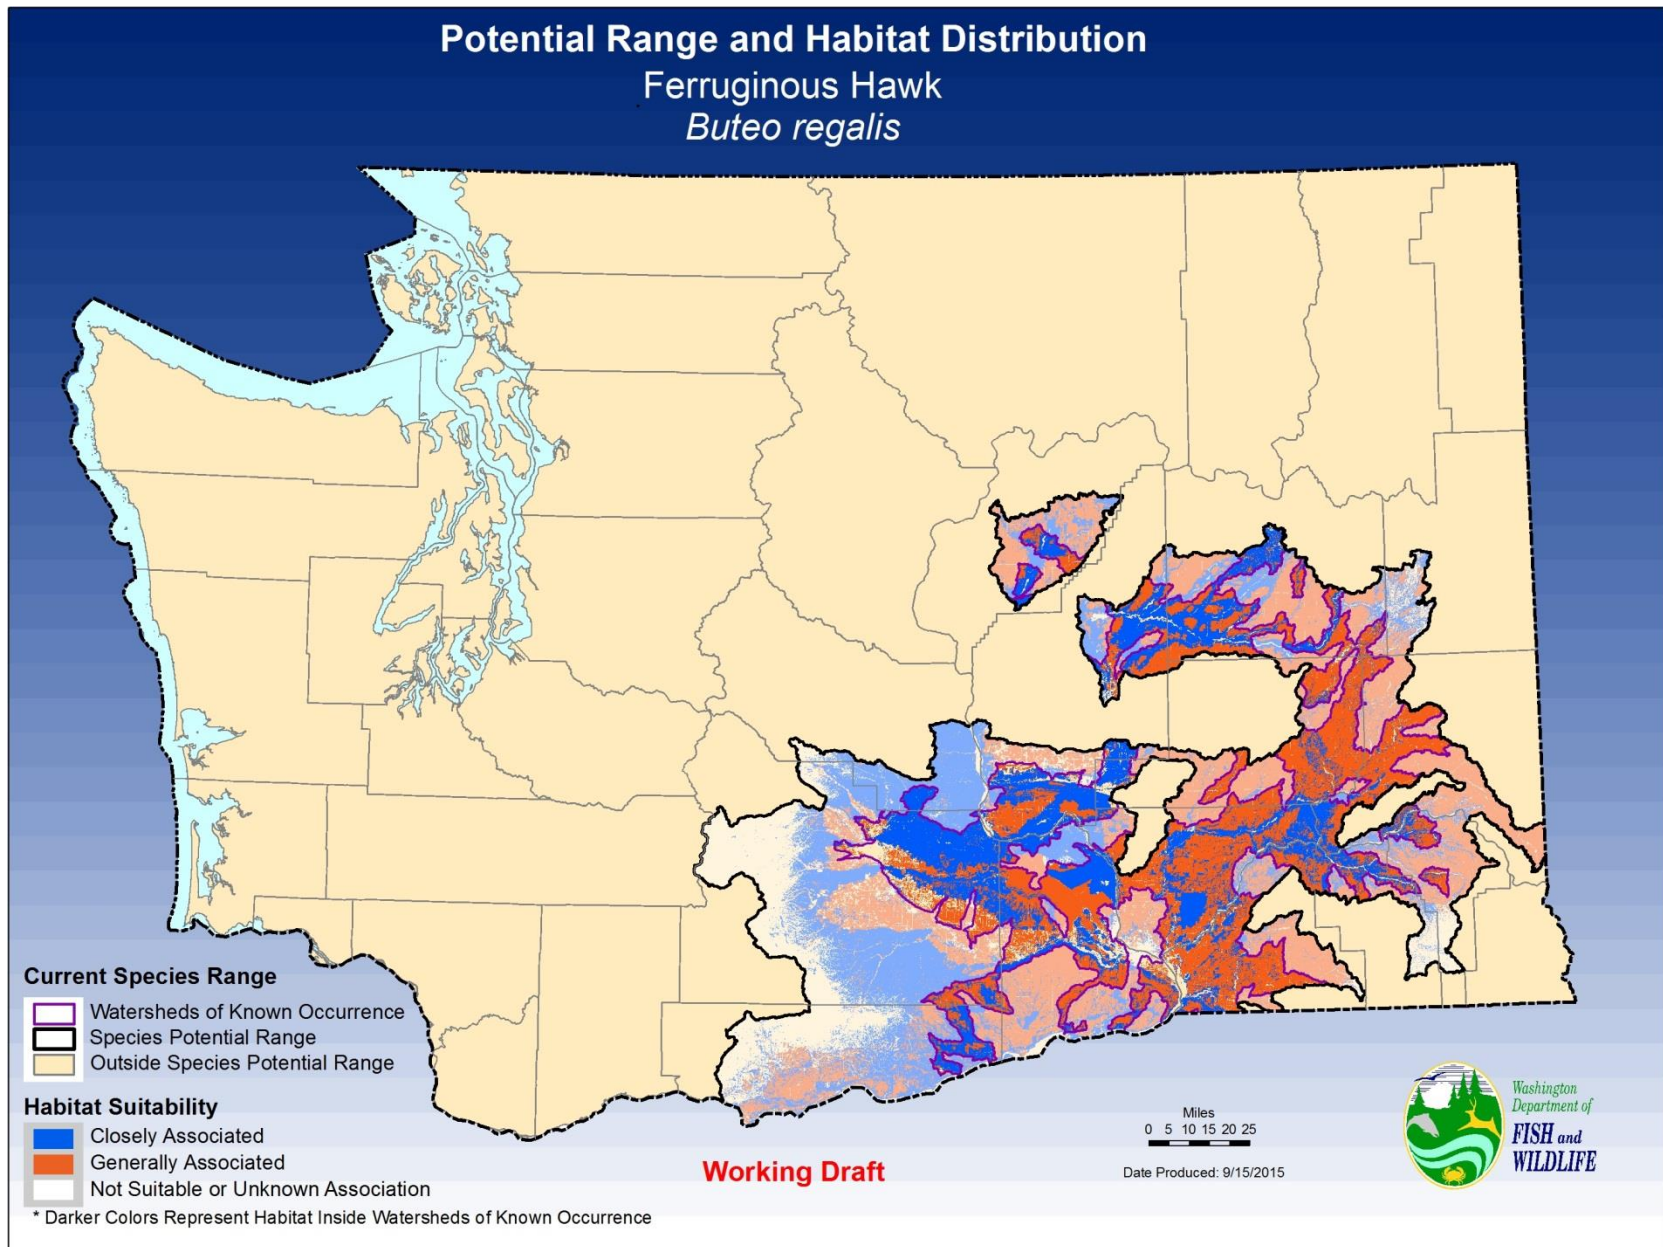 Potential Range and Habitat Distribution
Ferruginous Hawk
Buteo regalis
Current Species Range
Watersheds of Known Occurrence
Species Potential Range
Outside Species Potential Range
Habitat Suitability
Closely Associated
Generally Associated
Not Suitable or Unknown Association
* Darker Colors Represent Habitat Inside Watersheds of Known Occurrence
Working Draft
Miles
0 5 10 15 20 25
Date Produced: 9/15/2015
Washington
Department of
FISH and
WILDLIFE